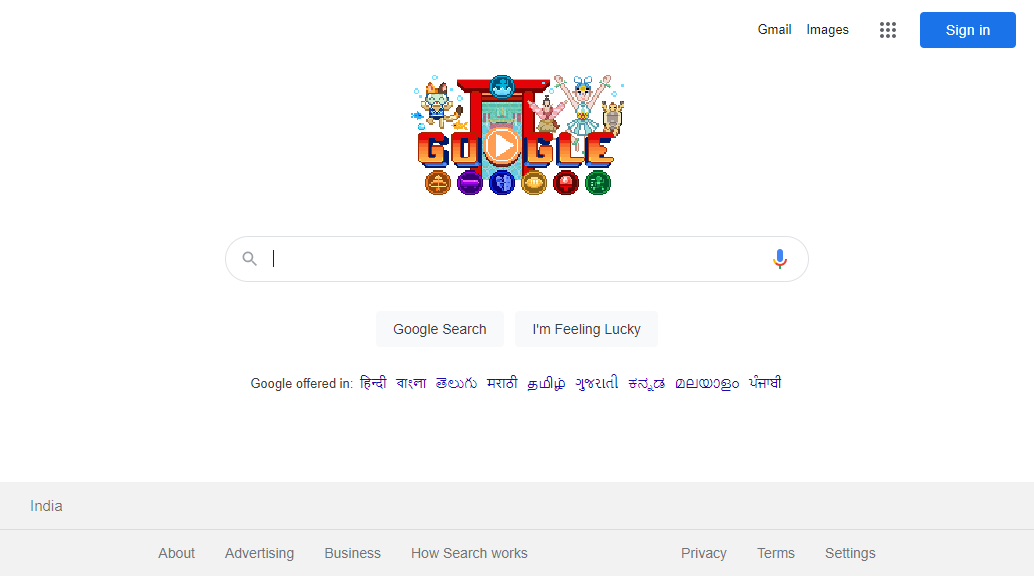 Gmail Images Sign in
GOOGLE
Google Search I'm Feeling Lucky
Google offered in: हिन्दी বাংলা తెలుగు मराठी தமிழ் ગુજરાતી ಕನ್ನಡ മലയാളം ਪੰਜਾਬੀ
India
About Advertising Business How Search works Privacy Terms Settings